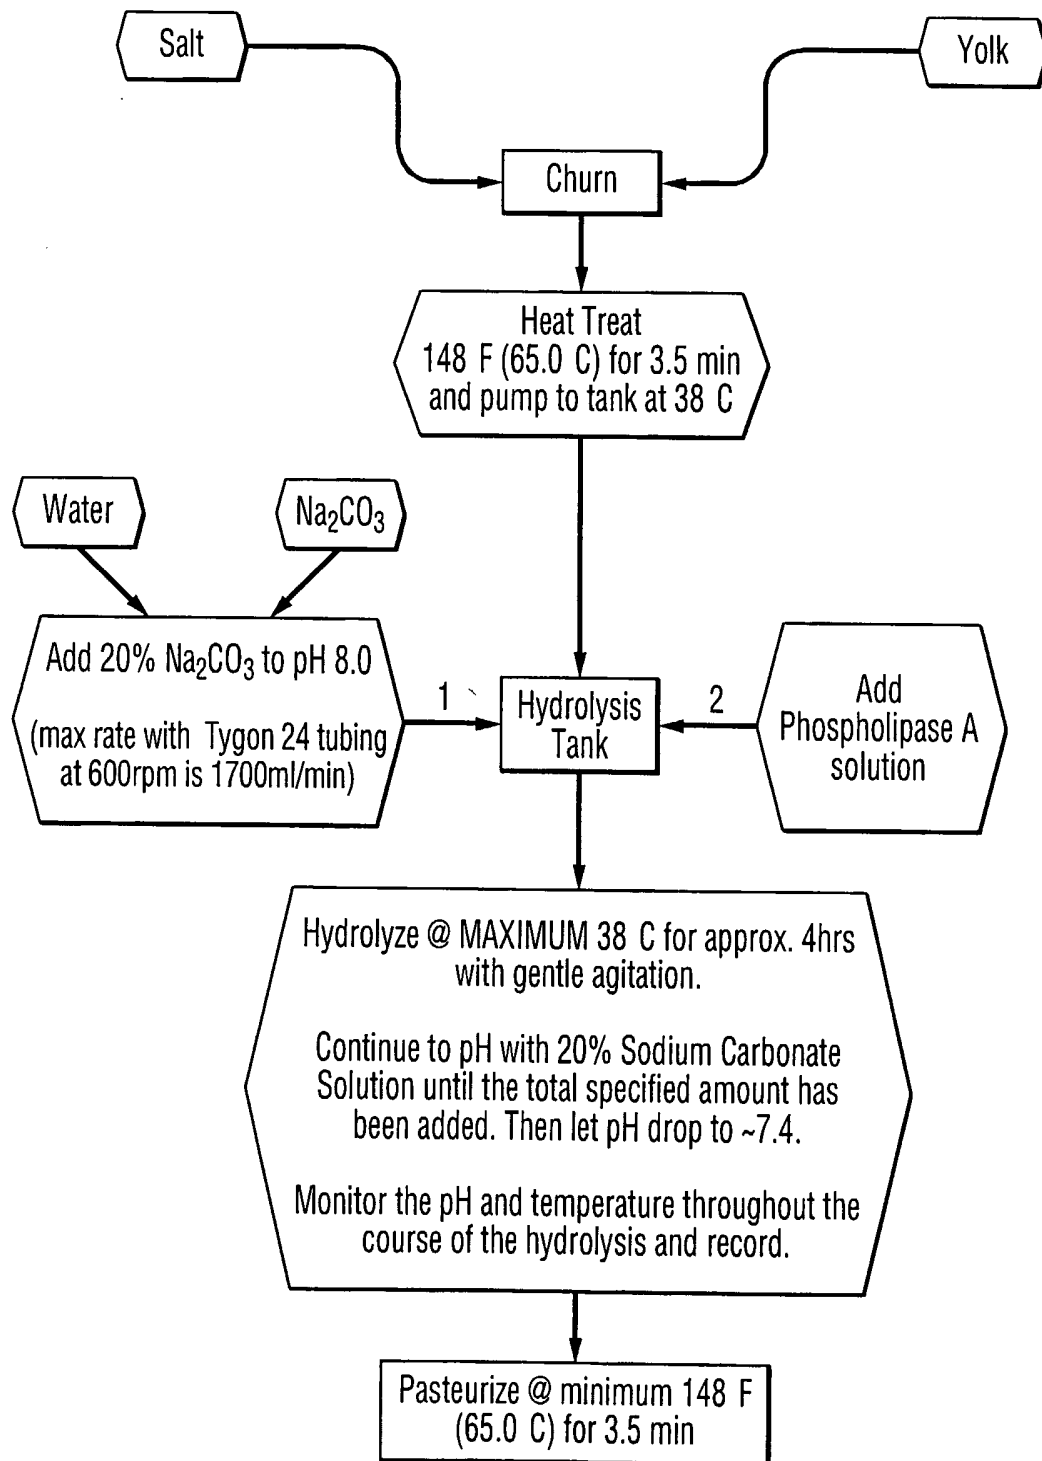 Salt
Yolk
Churn
Heat Treat
148 F (65.0 C) for 3.5 min
and pump to tank at 38 C
Water
Na₂CO₃
Add 20% Na₂CO₃ to pH 8.0
(max rate with Tygon 24 tubing
at 600rpm is 1700ml/min)
1
Hydrolysis
Tank
2
Add
Phospholipase A
solution
Hydrolyze @ MAXIMUM 38 C for approx. 4hrs
with gentle agitation.
Continue to pH with 20% Sodium Carbonate
Solution until the total specified amount has
been added. Then let pH drop to ~7.4.
Monitor the pH and temperature throughout the
course of the hydrolysis and record.
Pasteurize @ minimum 148 F
(65.0 C) for 3.5 min